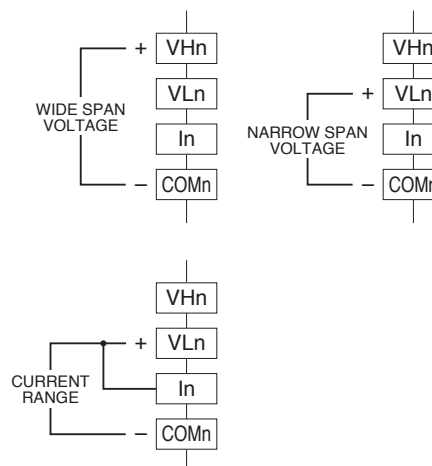 + VHn
VLn
WIDE SPAN
VOLTAGE
In
– COMn
VHn
+ VLn
NARROW SPAN
VOLTAGE
In
– COMn
VHn
+ VLn
CURRENT
RANGE
In
– COMn